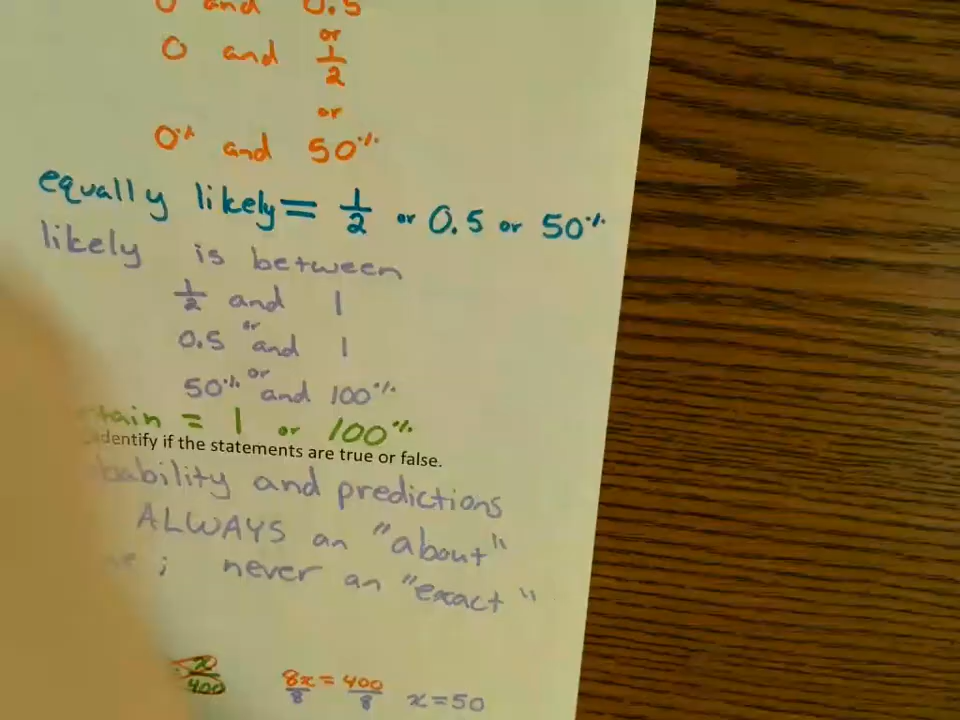 0 and 0.5
or
0 and 1/2
or
0% and 50%
equally likely = 1/2 or 0.5 or 50%
likely is between
1/2 and 1
or
0.5 and 1
or
50% and 100%
= 1 or 100%
identify if the statements are true or false.
and predictions
ALWAYS an "about"
; never an "exact"
x/400 8x/8 = 400/8 x = 50